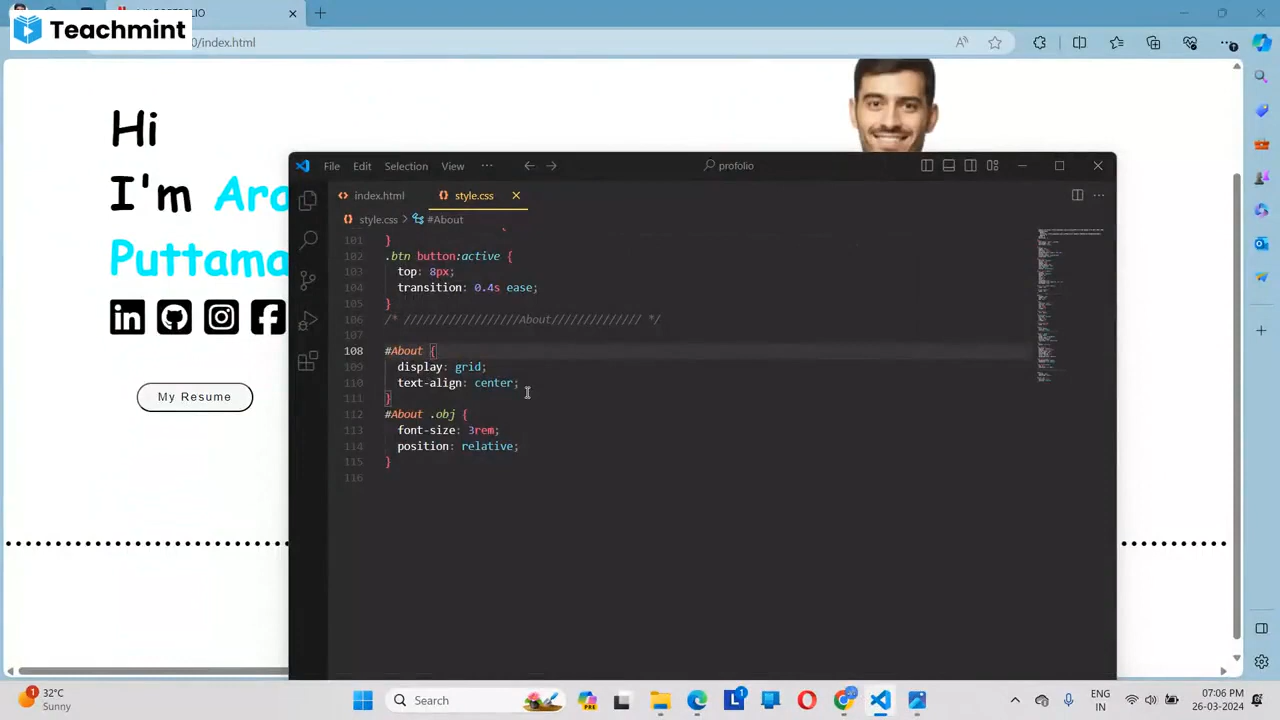 Teachmint
LIO
0/index.html
Hi
I'm Ara
Puttama
My Resume
File Edit Selection View ··· profolio
index.html style.css
style.css > #About
101 }
102 .btn button:active {
103 top: 8px;
104 transition: 0.4s ease;
105 }
106 /* //////////////////About////////////// */
107
108 #About {
109 display: grid;
110 text-align: center;
111 }
112 #About .obj {
113 font-size: 3rem;
114 position: relative;
115 }
116
1 32°C
Sunny
Search
ENG
IN
07:06 PM
26-03-2024